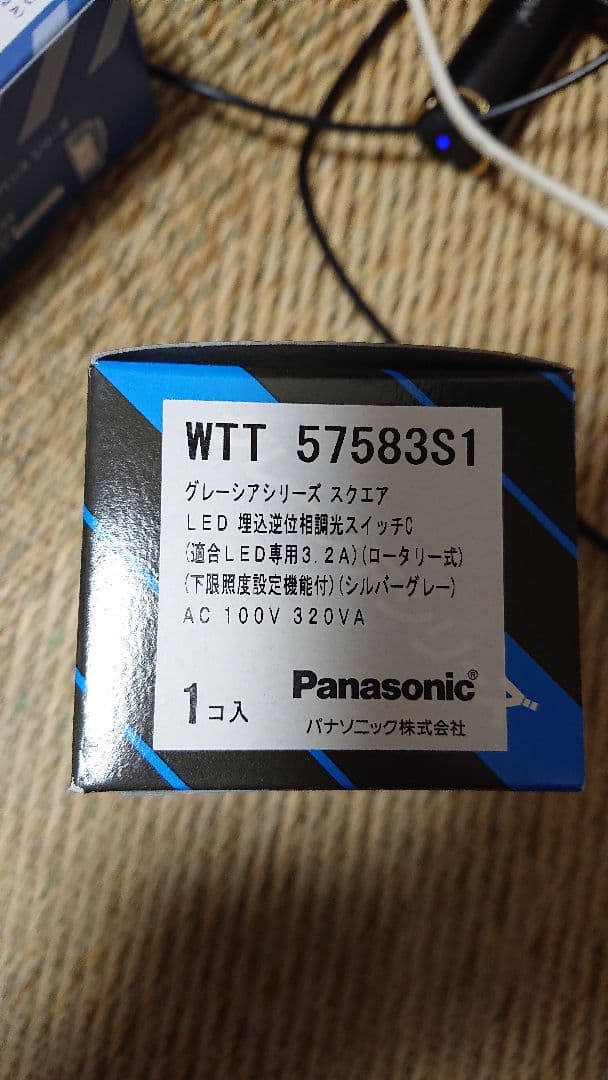 WTT 57583S1
グレーシアシリーズ スクエア
LED 埋込逆位相調光スイッチC
(適合LED専用3.2A)(ロータリー式)
(下限照度設定機能付)(シルバーグレー)
AC 100V 320VA
1コ入
Panasonic®
パナソニック株式会社